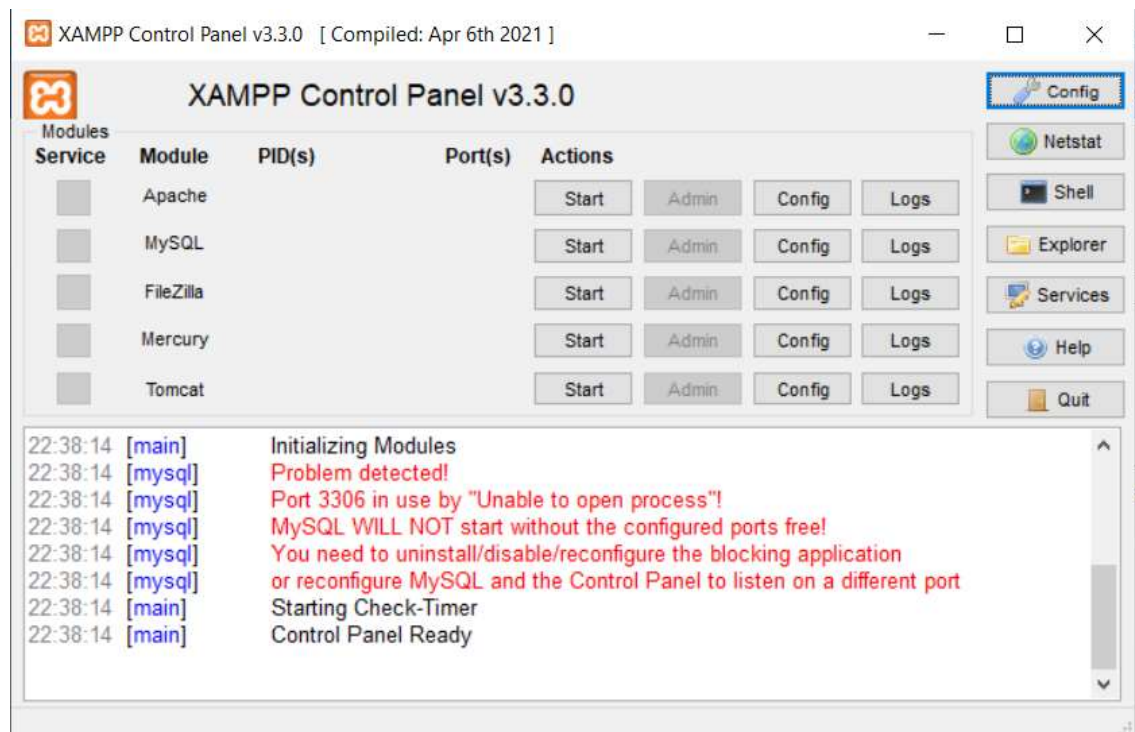 XAMPP Control Panel v3.3.0 [ Compiled: Apr 6th 2021 ]
XAMPP Control Panel v3.3.0
Config
Modules
Service Module PID(s) Port(s) Actions
Netstat
Apache Start Admin Config Logs
Shell
MySQL Start Admin Config Logs
Explorer
FileZilla Start Admin Config Logs
Services
Mercury Start Admin Config Logs
Help
Tomcat Start Admin Config Logs
Quit
22:38:14 [main] Initializing Modules
22:38:14 [mysql] Problem detected!
22:38:14 [mysql] Port 3306 in use by "Unable to open process"!
22:38:14 [mysql] MySQL WILL NOT start without the configured ports free!
22:38:14 [mysql] You need to uninstall/disable/reconfigure the blocking application
22:38:14 [mysql] or reconfigure MySQL and the Control Panel to listen on a different port
22:38:14 [main] Starting Check-Timer
22:38:14 [main] Control Panel Ready